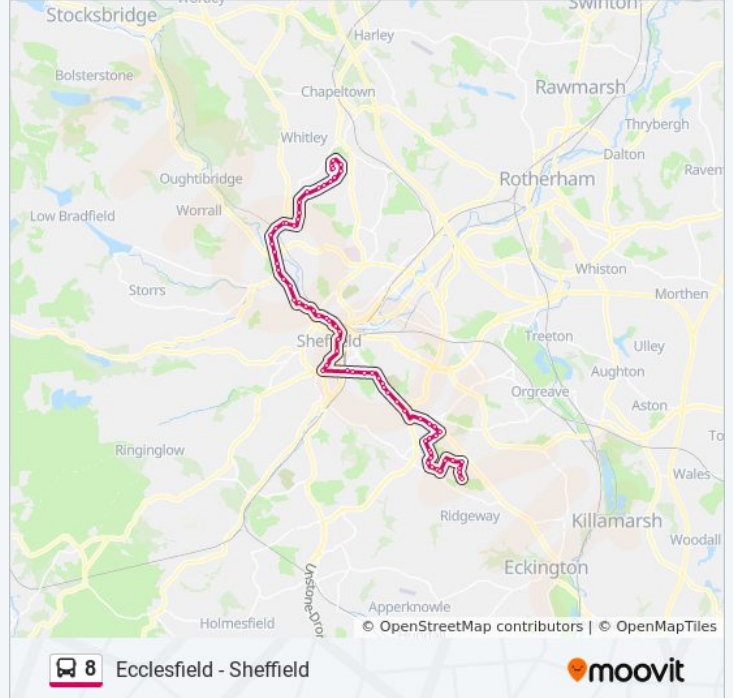 Swinton
Stocksbridge
Harley
Bolsterstone
Chapeltown
Rawmarsh
Thrybergh
Whitley
Dalton
Oughtibridge
Rotherham
Raven
Worrall
Low Bradfield
Whiston
Storrs
Morthen
Sheffield
Treeton
Ulley
Aughton
Orgreave
Aston
To
Ringinglow
Wales
Ridgeway
Killamarsh
Woodall
Eckington
Unstone-Dron
Apperknowle
Holmesfield
© OpenStreetMap contributors | © OpenMapTiles
8 Ecclesfield - Sheffield
moovit